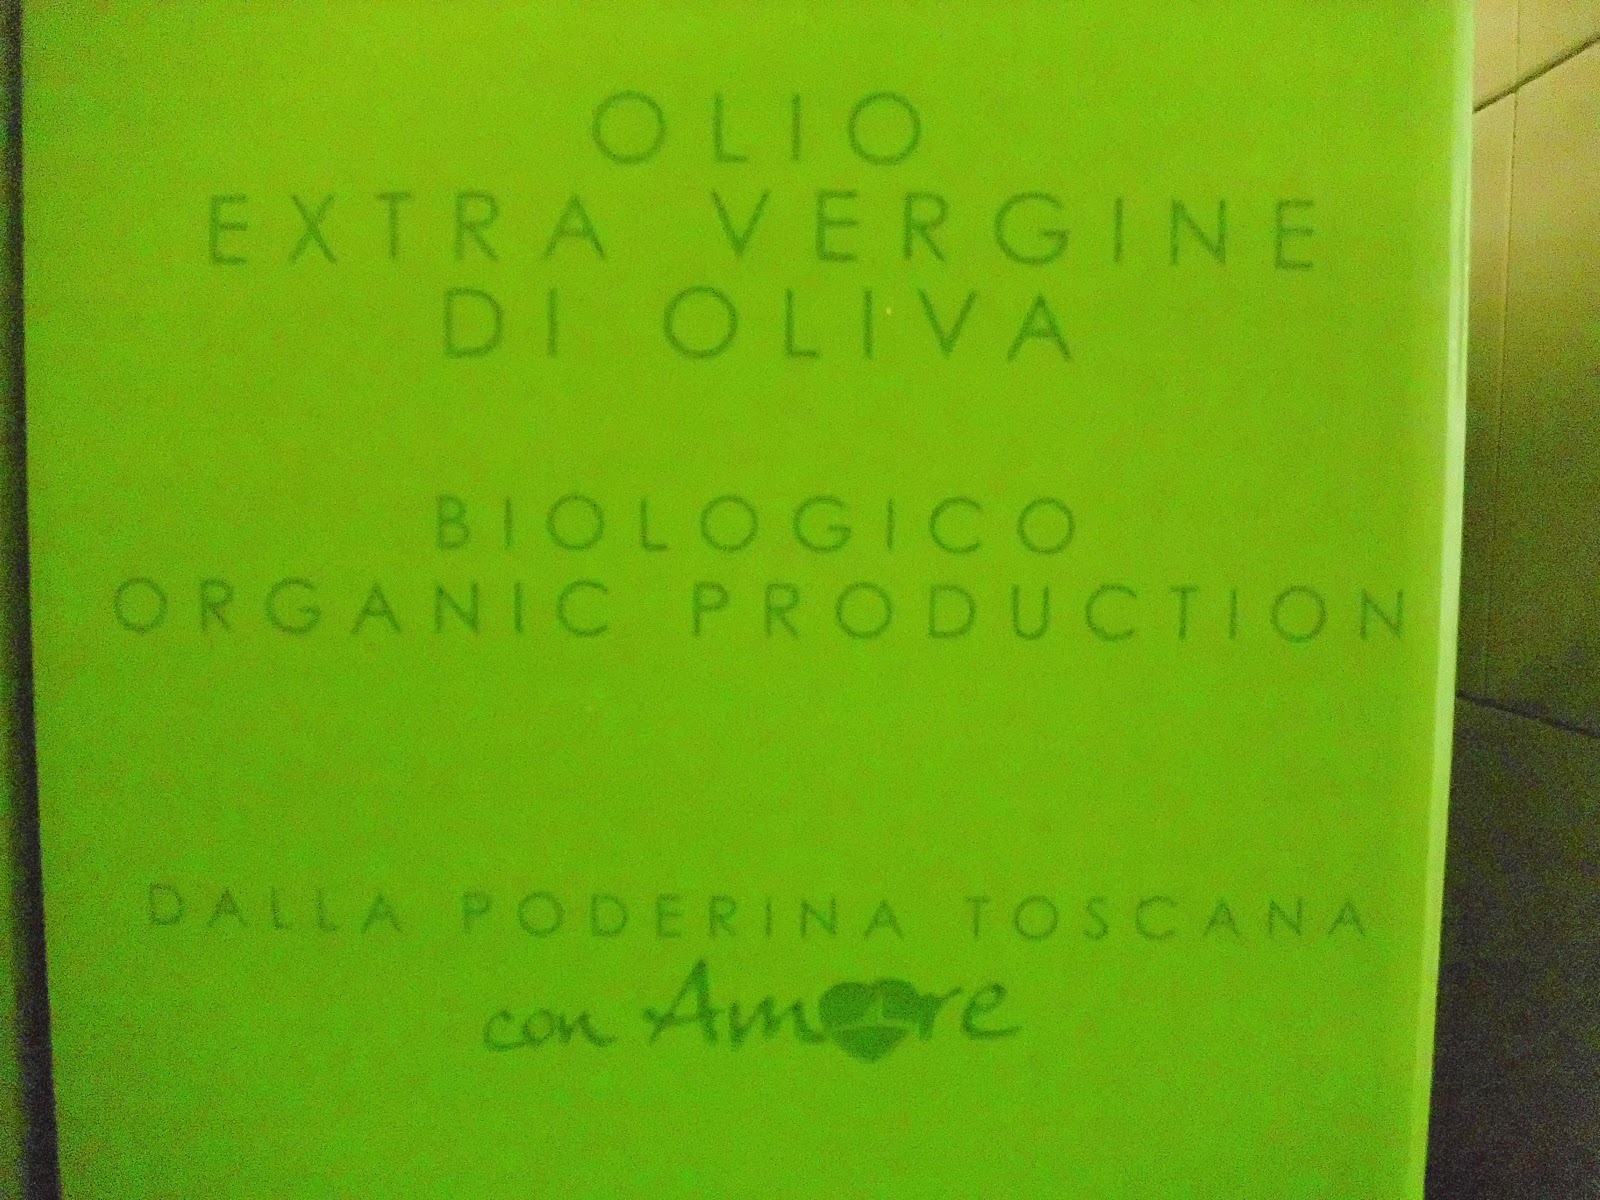 OLIO
EXTRA VERGINE
DI OLIVA
BIOLOGICO
ORGANIC PRODUCTION
DALLA PODERINA TOSCANA
con Amore